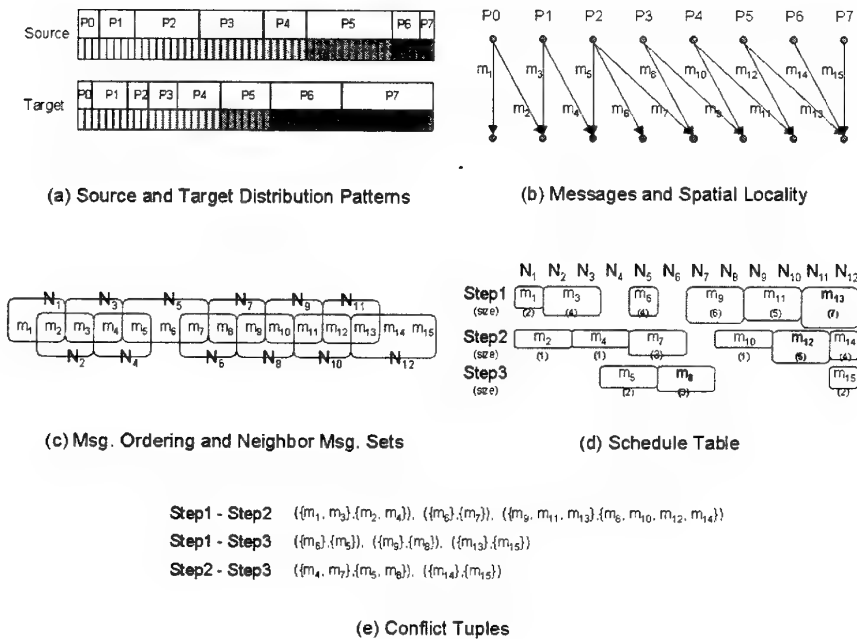 P0 P1 P2 P3 P4 P5 P6 P7
Source
P0 P1 P2 P3 P4 P5 P6 P7
Target
(a) Source and Target Distribution Patterns
P0 P1 P2 P3 P4 P5 P6 P7
m1 m3 m5 m8 m10 m12 m14 m15
m2 m4 m6 m7 m9 m11 m13
(b) Messages and Spatial Locality
N1 N3 N5 N7 N9 N11
m1 m2 m3 m4 m5 m6 m7 m8 m9 m10 m11 m12 m13 m14 m15
N2 N4 N6 N8 N10 N12
(c) Msg. Ordering and Neighbor Msg. Sets
N1 N2 N3 N4 N5 N6 N7 N8 N9 N10 N11 N12
Step1 m1 m3 m6 m9 m11 m13
(size) (2) (4) (4) (6) (5) (7)
Step2 m2 m4 m7 m10 m12 m14
(size) (1) (1) (3) (1) (6) (4)
Step3 m5 m8 m15
(size) (2) (3) (2)
(d) Schedule Table
Step1 - Step2 ({m1, m3},{m2, m4}), ({m6},{m7}), ({m9, m11, m13},{m8, m10, m12, m14})
Step1 - Step3 ({m6},{m5}), ({m9},{m8}), ({m13},{m15})
Step2 - Step3 ({m4, m7},{m5, m8}), ({m14},{m15})
(e) Conflict Tuples